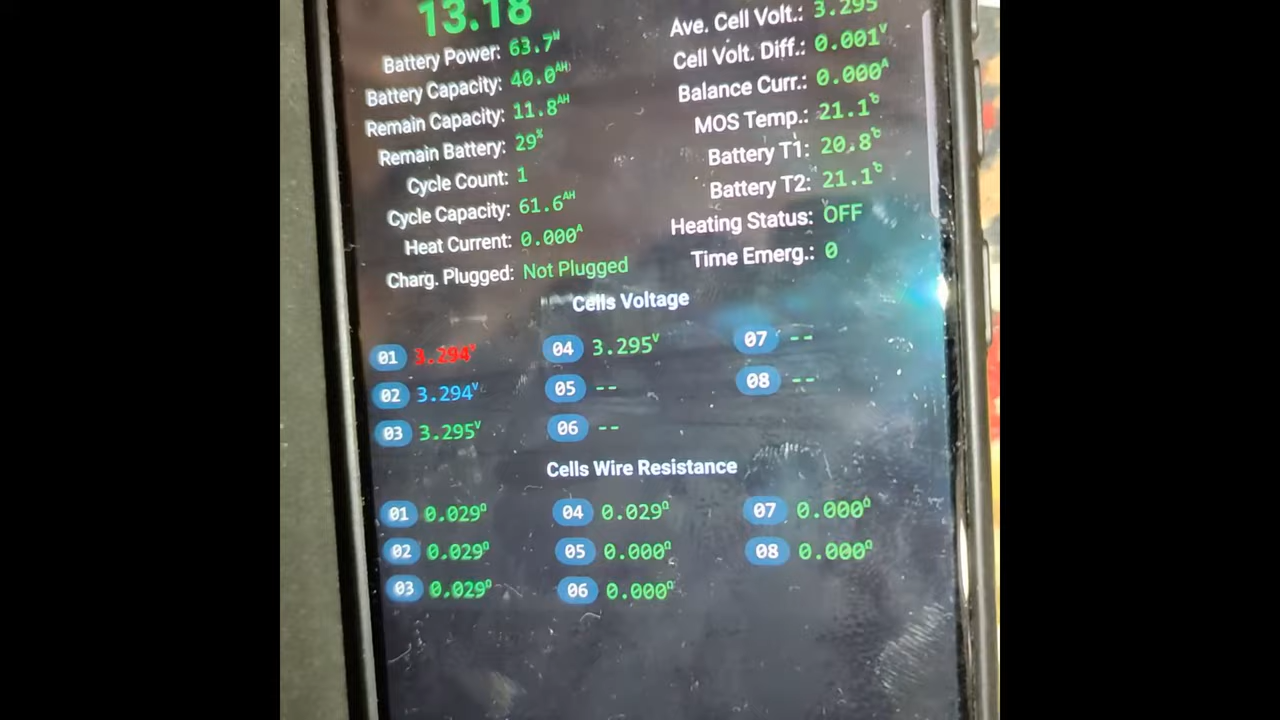 13.18
Battery Power: 63.7W
Battery Capacity: 40.0AH
Remain Capacity: 11.8AH
Remain Battery: 29%
Cycle Count: 1
Cycle Capacity: 61.6AH
Heat Current: 0.000A
Charg. Plugged: Not Plugged
Ave. Cell Volt.: 3.295
Cell Volt. Diff.: 0.001V
Balance Curr.: 0.000A
MOS Temp.: 21.1℃
Battery T1: 20.8℃
Battery T2: 21.1℃
Heating Status: OFF
Time Emerg.: 0
Cells Voltage
01 3.294V 04 3.295V 07 --
02 3.294V 05 -- 08 --
03 3.295V 06 --
Cells Wire Resistance
01 0.029Ω 04 0.029Ω 07 0.000Ω
02 0.029Ω 05 0.000Ω 08 0.000Ω
03 0.029Ω 06 0.000Ω